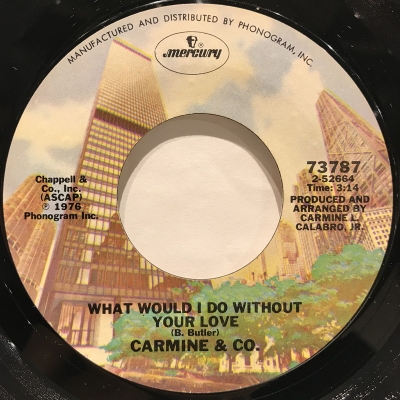 MANUFACTURED AND DISTRIBUTED BY PHONOGRAM, INC.
mercury
73787
2-52664
Time: 3:14
PRODUCED AND
ARRANGED BY
CARMINE L.
CALABRO, JR.
Chappell &
Co., Inc.
(ASCAP)
℗ 1976
Phonogram Inc.
WHAT WOULD I DO WITHOUT
YOUR LOVE
(B. Butler)
CARMINE & CO.